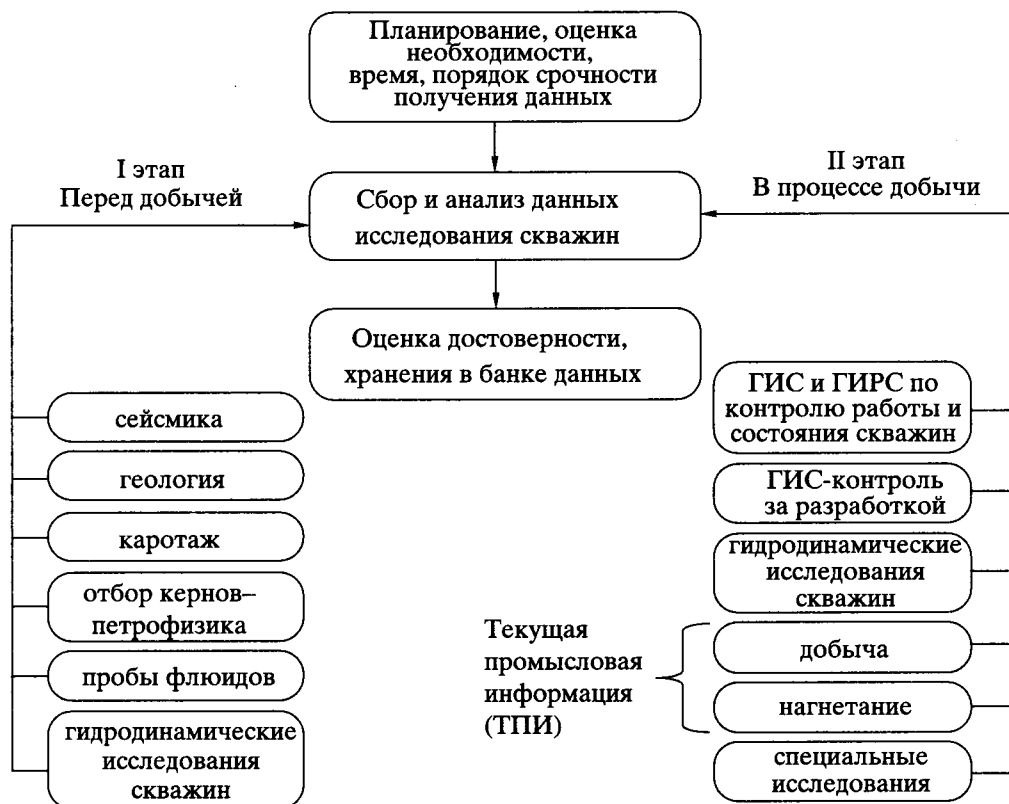 Планирование, оценка
необходимости,
время, порядок срочности
получения данных
I этап
Перед добычей
II этап
В процессе добычи
Сбор и анализ данных
исследования скважин
Оценка достоверности,
хранения в банке данных
сейсмика
геология
каротаж
отбор кернов–
петрофизика
пробы флюидов
гидродинамические
исследования
скважин
ГИС и ГИРС по
контролю работы и
состояния скважин
ГИС-контроль
за разработкой
гидродинамические
исследования
скважин
Текущая
промысловая
информация
(ТПИ)
добыча
нагнетание
специальные
исследования